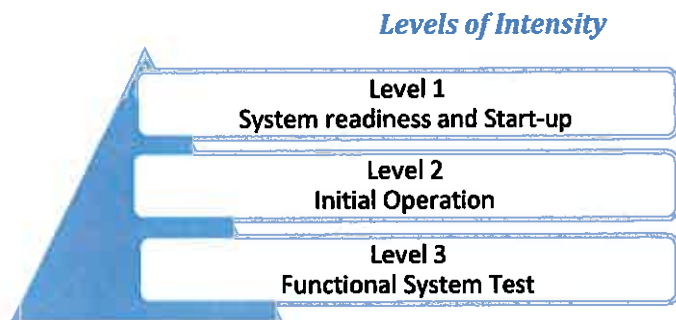 Levels of Intensity
Level 1
System readiness and Start-up
Level 2
Initial Operation
Level 3
Functional System Test